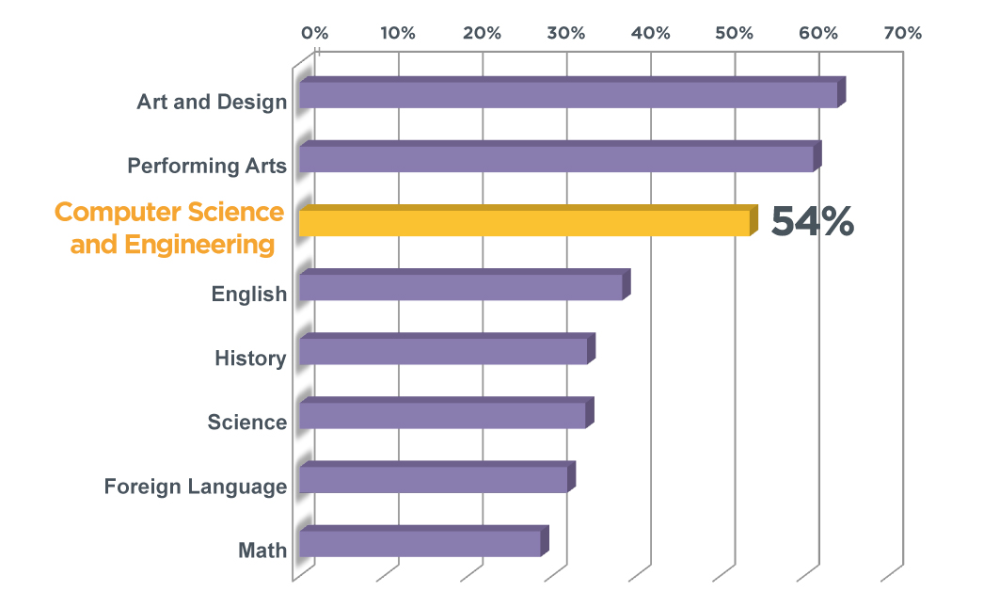 0% 10% 20% 30% 40% 50% 60% 70%
Art and Design
Performing Arts
Computer Science
and Engineering
54%
English
History
Science
Foreign Language
Math